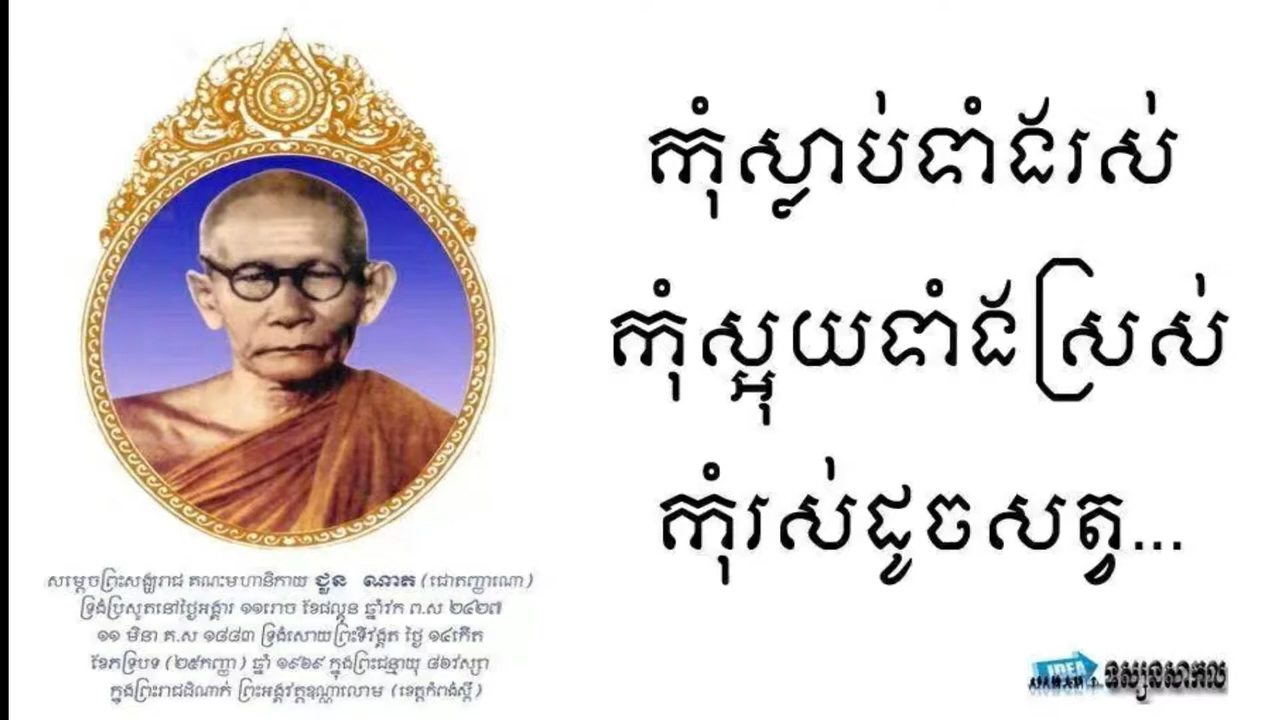 កុំស្លាប់ទាំងរស់
កុំស្អុយទាំងស្រស់
កុំរស់ដូចសត្វ...
សម្តេចព្រះសង្ឃរាជ គណៈមហានិកាយ ជួន ណាត (ជោតញ្ញាណោ)
ទ្រង់ប្រសូតនៅថ្ងៃអង្គារ ១១រោច ខែផល្គុន ឆ្នាំវក ព.ស ២៤២៧
១១ មិនា គ.ស ១៨៨៣ ទ្រង់សោយព្រះទីវង្គត ថ្ងៃ ១៤កើត
ខែភទ្របទ (២៥កញ្ញា) ឆ្នាំ ១៩៦៩ ក្នុងព្រះជន្មាយុ ៨៦វស្សា
ក្នុងព្រះរាជដំណាក់ ព្រះអង្គវត្តឧណ្ណាលោម (ខេត្តកំពង់ស្ពឺ)
IDEA
ទស្សនសាកល